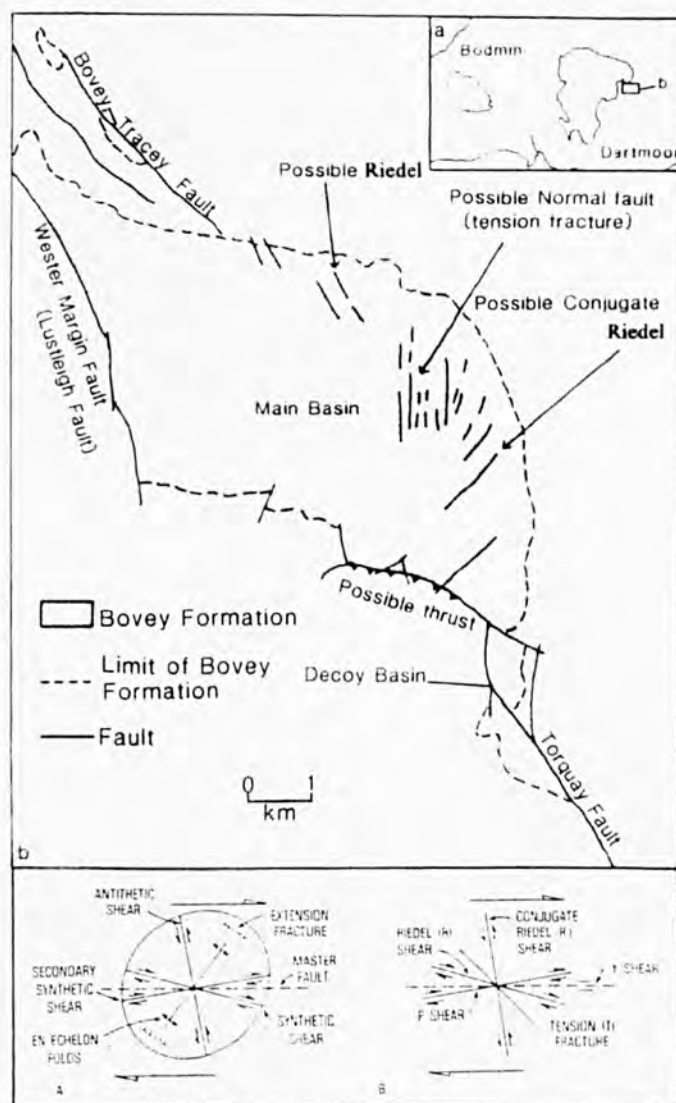 a
Bodmin
b
Dartmoor
Bovey Tracey Fault
Possible Riedel
Possible Normal fault
(tension fracture)
Possible Conjugate
Riedel
Wester Margin Fault
(Lustleigh Fault)
Main Basin
Possible thrust
Bovey Formation
Limit of Bovey
Formation
Fault
Decoy Basin
Torquay Fault
0 1
km
b
ANTITHETIC
SHEAR
EXTENSION
FRACTURE
MASTER
FAULT
SECONDARY
SYNTHETIC
SHEAR
SYNTHETIC
SHEAR
EN ECHELON
FOLDS
A
RIEDEL (R)
SHEAR
CONJUGATE
RIEDEL (R')
SHEAR
SHEAR
P SHEAR
TENSION (T)
FRACTURE
B